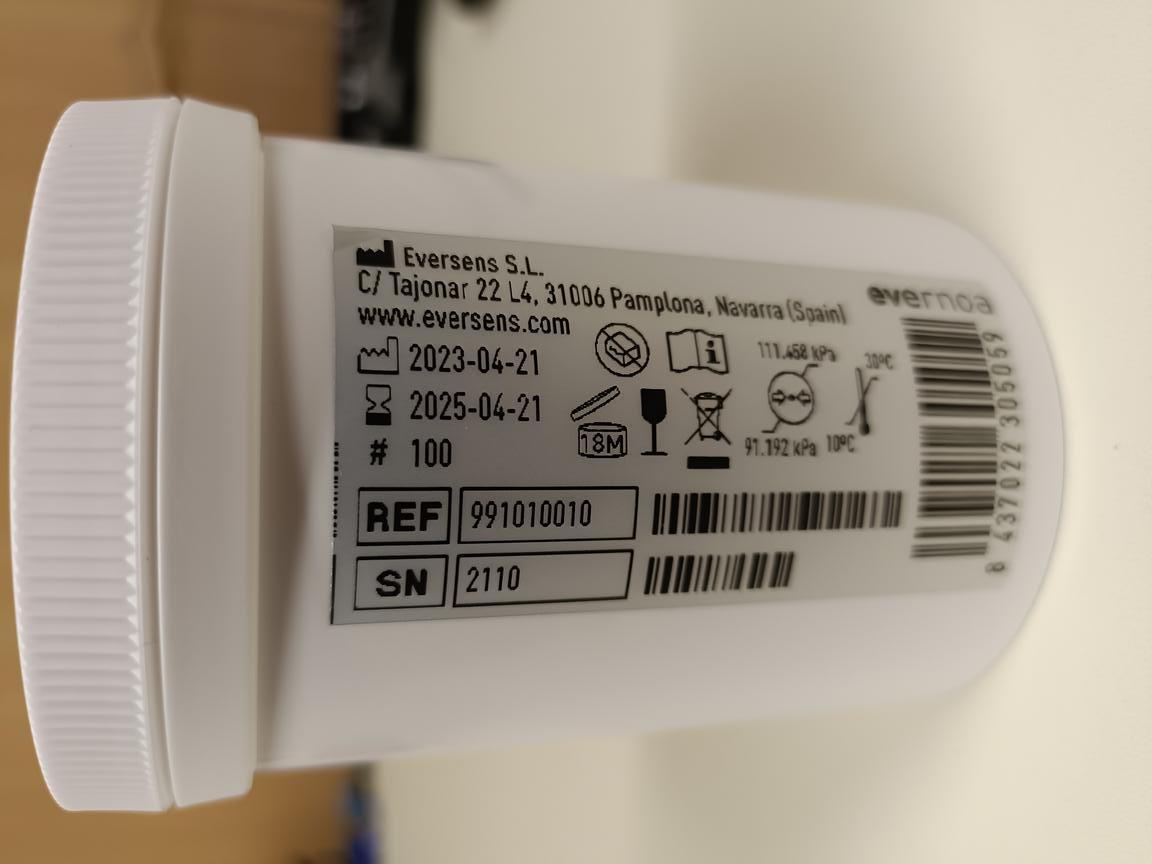 Eversens S.L.
C/ Tajonar 22 L4, 31006 Pamplona, Navarra (Spain)
www.eversens.com
evernoa
2023-04-21
2025-04-21
# 100
18M
111.458 kPa
91.192 kPa
30ºC
10ºC
REF 991010010
SN 2110
8 437022 305059